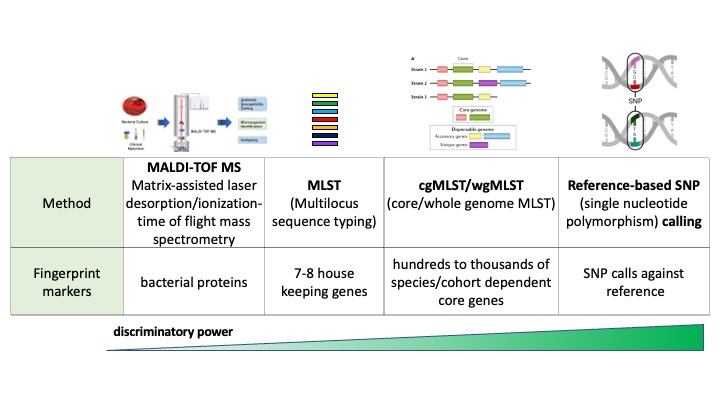 a
Core
Strain 1
Strain 2
Strain 3
Core genome
Dispensable genome
Accessory genes
Unique genes
Bacteria Culture
Clinical Specimens
MALDI-TOF MS
Antibiotic Susceptibility Testing
Microorganism Identification
SNP
Method
MALDI-TOF MS
Matrix-assisted laser
desorption/ionization-
time of flight mass
spectrometry
MLST
(Multilocus
sequence typing)
cgMLST/wgMLST
(core/whole genome MLST)
Reference-based SNP
(single nucleotide
polymorphism) calling
Fingerprint
markers
bacterial proteins
7-8 house
keeping genes
hundreds to thousands of
species/cohort dependent
core genes
SNP calls against
reference
discriminatory power